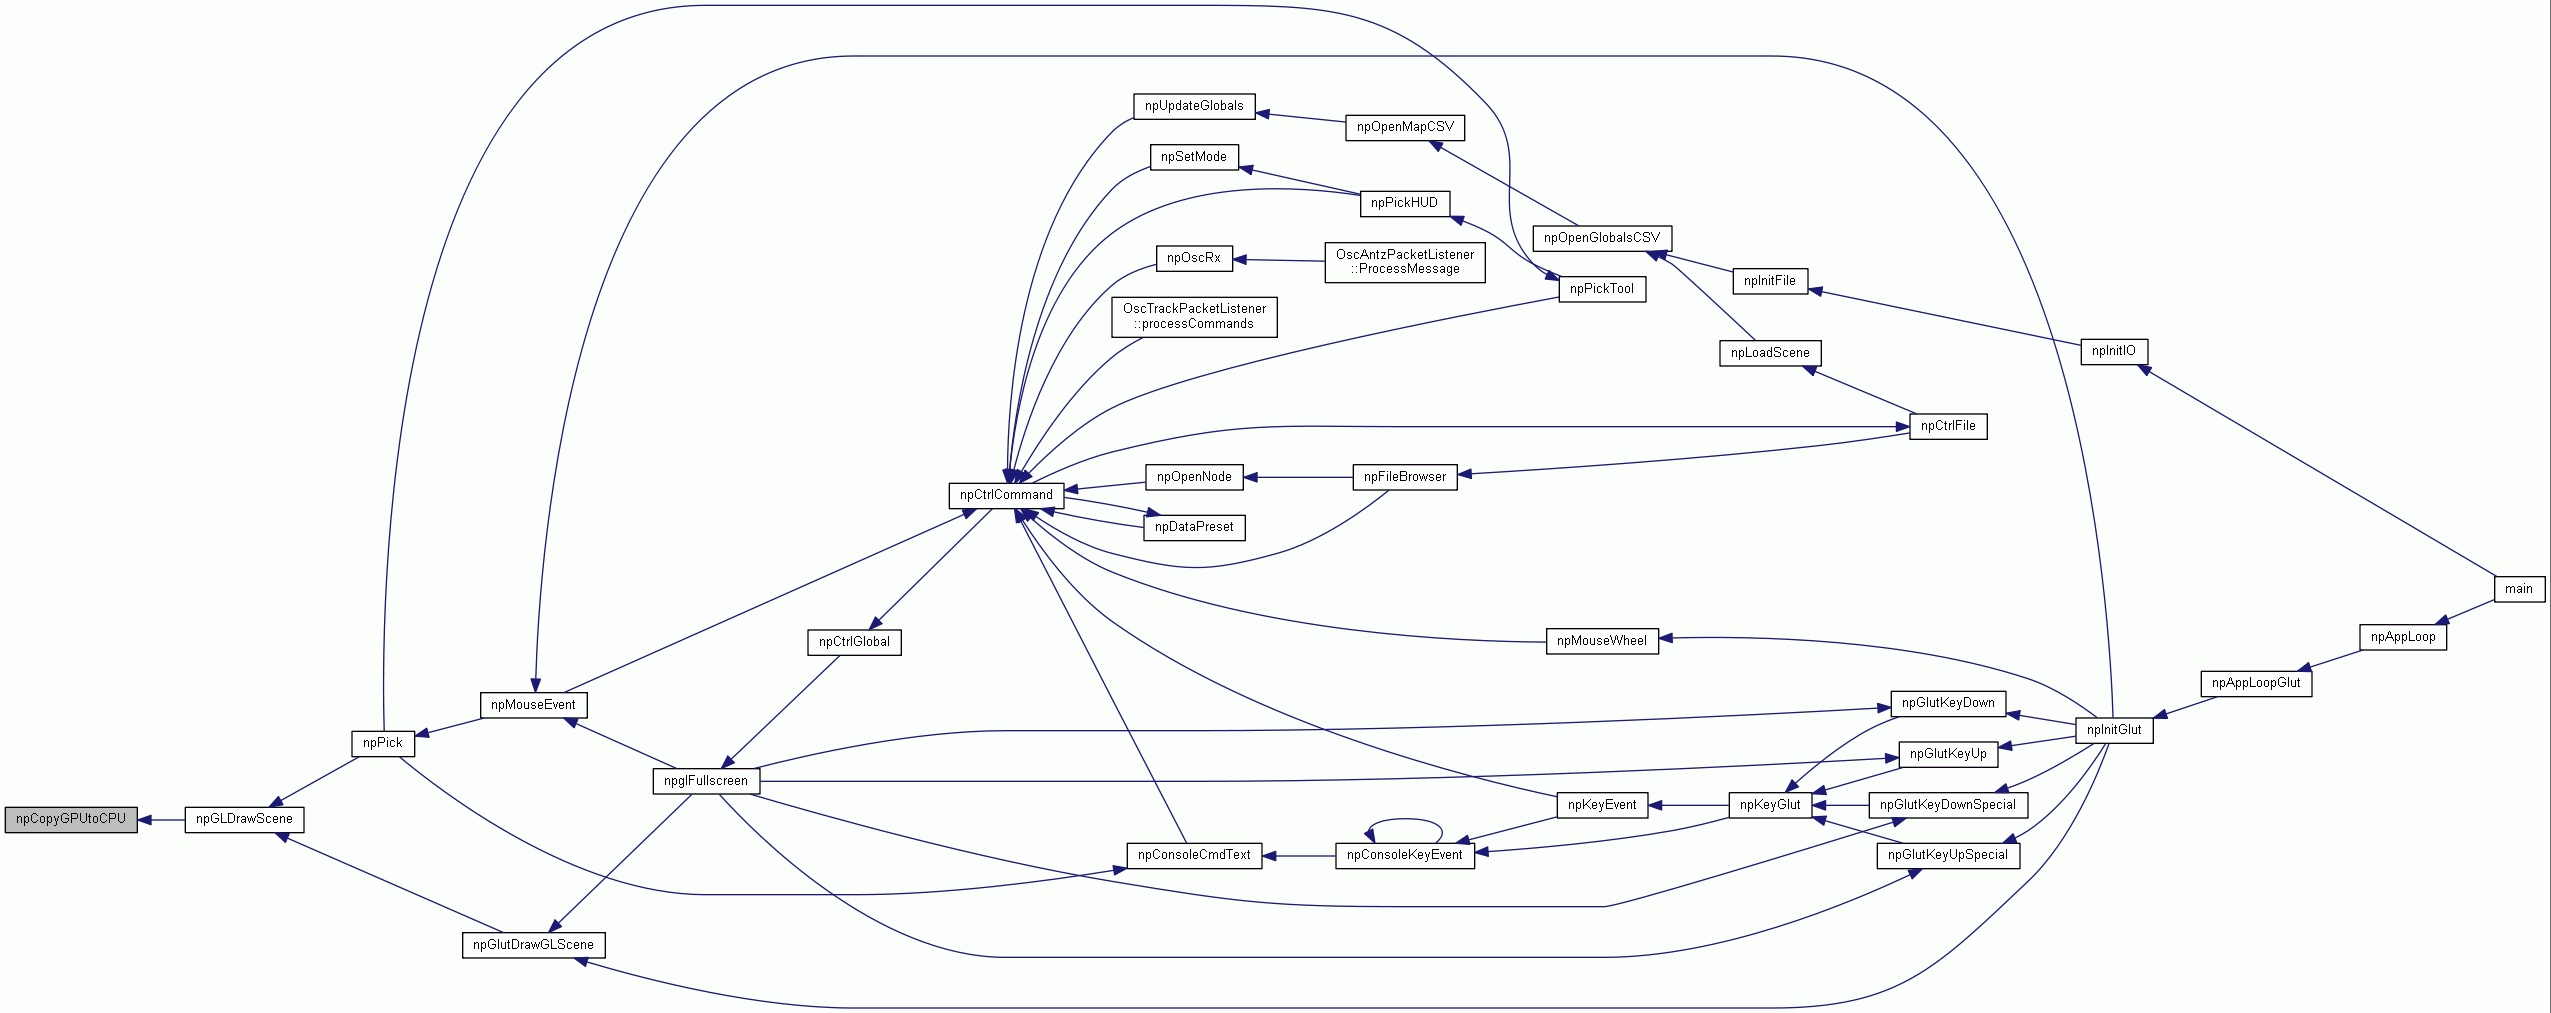 npUpdateGlobals
npOpenMapCSV
npSetMode
npPickHUD
npOpenGlobalsCSV
npOscRx
OscAntzPacketListener
::ProcessMessage
npInitFile
npPickTool
OscTrackPacketListener
::processCommands
npLoadScene
npInitIO
npCtrlFile
npOpenNode
npFileBrowser
npCtrlCommand
npDataPreset
main
npCtrlGlobal
npMouseWheel
npAppLoop
npAppLoopGlut
npMouseEvent
npGlutKeyDown
npInitGlut
npPick
npGlutKeyUp
npglFullscreen
npKeyEvent
npKeyGlut
npGlutKeyDownSpecial
npCopyGPUtoCPU
npGLDrawScene
npConsoleCmdText
npConsoleKeyEvent
npGlutKeyUpSpecial
npGlutDrawGLScene